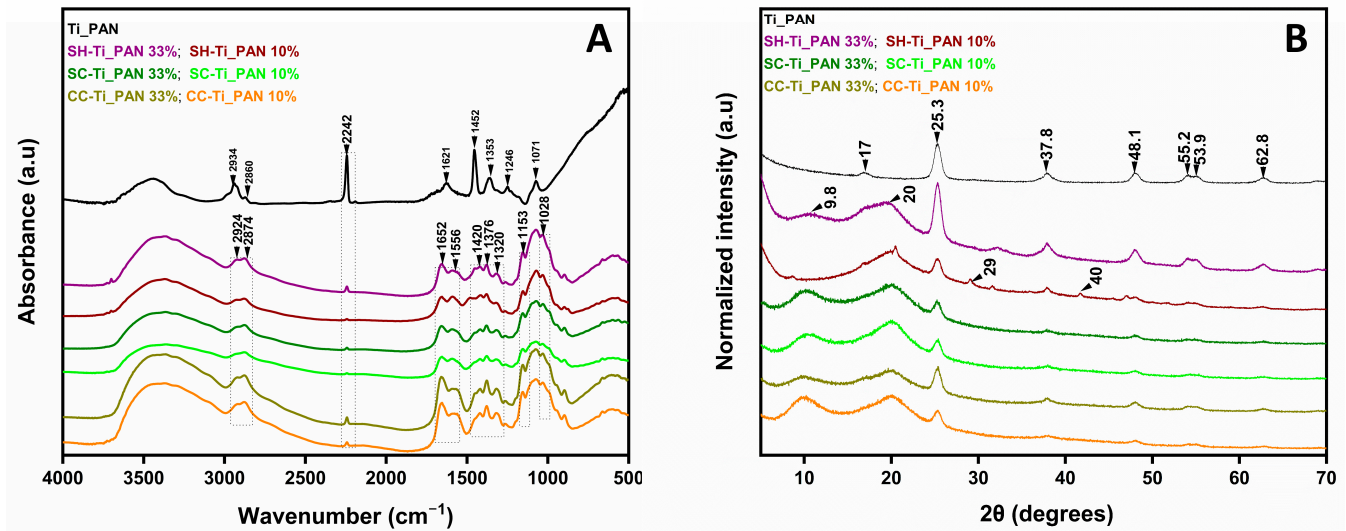 Ti_PAN
SH-Ti_PAN 33%; SH-Ti_PAN 10%
SC-Ti_PAN 33%; SC-Ti_PAN 10%
CC-Ti_PAN 33%; CC-Ti_PAN 10%
A
2934
2860
2242
1621
1452
1353
1246
1071
2924
2874
1652
1556
1420
1376
1320
1153
1028
Absorbance (a.u)
4000 3500 3000 2500 2000 1500 1000 500
Wavenumber (cm−1)
Ti_PAN
SH-Ti_PAN 33%; SH-Ti_PAN 10%
SC-Ti_PAN 33%; SC-Ti_PAN 10%
CC-Ti_PAN 33%; CC-Ti_PAN 10%
B
17
25.3
37.8
48.1
55.2
53.9
62.8
9.8
20
29
40
Normalized intensity (a.u)
10 20 30 40 50 60 70
2θ (degrees)